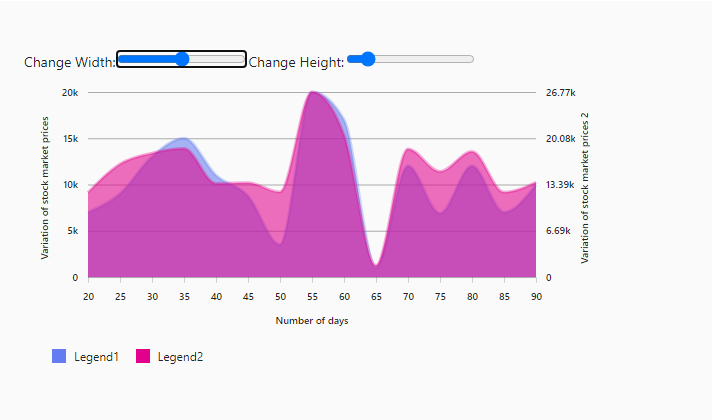 Change Width: Change Height:
Variation of stock market prices
20k
15k
10k
5k
0
26.77k
20.08k
13.39k
6.69k
0
Variation of stock market prices 2
20 25 30 35 40 45 50 55 60 65 70 75 80 85 90
Number of days
Legend1 Legend2